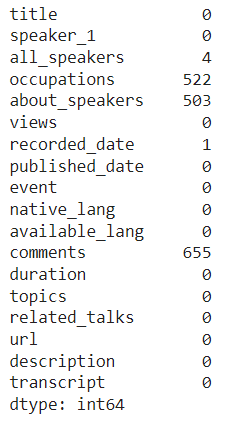 title 0
speaker_1 0
all_speakers 4
occupations 522
about_speakers 503
views 0
recorded_date 1
published_date 0
event 0
native_lang 0
available_lang 0
comments 655
duration 0
topics 0
related_talks 0
url 0
description 0
transcript 0
dtype: int64